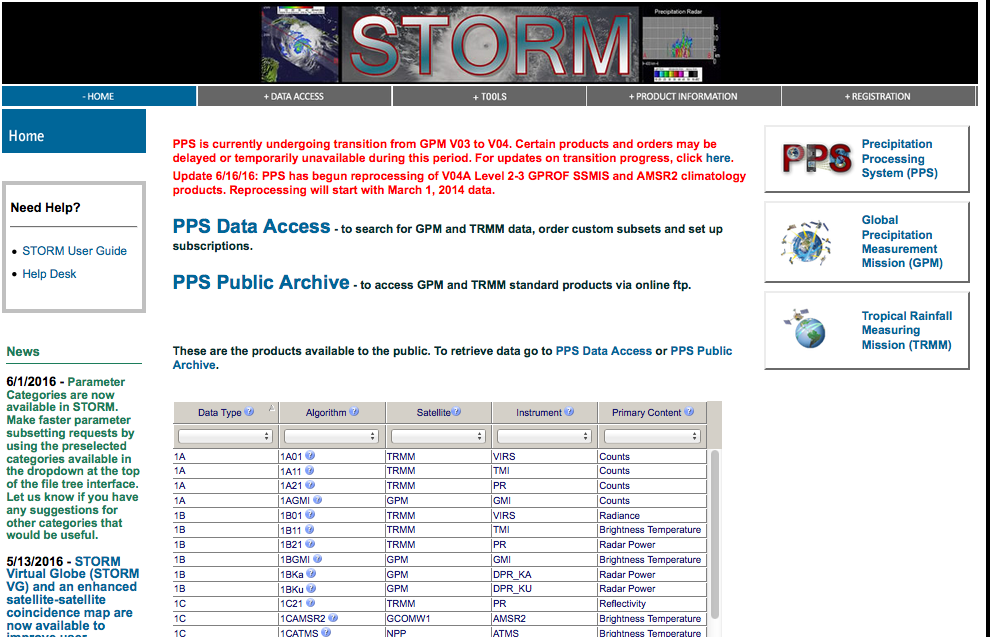 STORM
Precipitation Radar
- HOME
+ DATA ACCESS
+ TOOLS
+ PRODUCT INFORMATION
+ REGISTRATION
Home
Need Help?
STORM User Guide
Help Desk
News
6/1/2016 - Parameter
Categories are now
available in STORM.
Make faster parameter
subsetting requests by
using the preselected
categories available in
the dropdown at the top
of the file tree interface.
Let us know if you have
any suggestions for
other categories that
would be useful.
5/13/2016 - STORM
Virtual Globe (STORM
VG) and an enhanced
satellite-satellite
coincidence map are
now available to
improve user
PPS is currently undergoing transition from GPM V03 to V04. Certain products and orders may be
delayed or temporarily unavailable during this period. For updates on transition progress, click here.
Update 6/16/16: PPS has begun reprocessing of V04A Level 2-3 GPROF SSMIS and AMSR2 climatology
products. Reprocessing will start with March 1, 2014 data.
PPS Data Access - to search for GPM and TRMM data, order custom subsets and set up
subscriptions.
PPS Public Archive - to access GPM and TRMM standard products via online ftp.
These are the products available to the public. To retrieve data go to PPS Data Access or PPS Public
Archive.
Data Type Algorithm Satellite Instrument Primary Content
1A 1A01 TRMM VIRS Counts
1A 1A11 TRMM TMI Counts
1A 1A21 TRMM PR Counts
1A 1AGMI GPM GMI Counts
1B 1B01 TRMM VIRS Radiance
1B 1B11 TRMM TMI Brightness Temperature
1B 1B21 TRMM PR Radar Power
1B 1BGMI GPM GMI Brightness Temperature
1B 1BKa GPM DPR_KA Radar Power
1B 1BKu GPM DPR_KU Radar Power
1C 1C21 TRMM PR Reflectivity
1C 1CAMSR2 GCOMW1 AMSR2 Brightness Temperature
1C 1CATMS NPP ATMS Brightness Temperature
PPS
Precipitation
Processing
System (PPS)
Global
Precipitation
Measurement
Mission (GPM)
Tropical Rainfall
Measuring
Mission (TRMM)